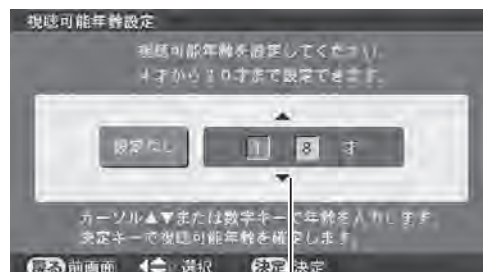 視聴可能年齢設定
視聴可能年齢を設定してください。
4才から20才まで設定できます。
設定なし 1 8 才
カーソル▲▼または数字キーで年齢を入力します。
決定キーで視聴可能年齢を確定します。
戻る 前画面 選択 決定 決定